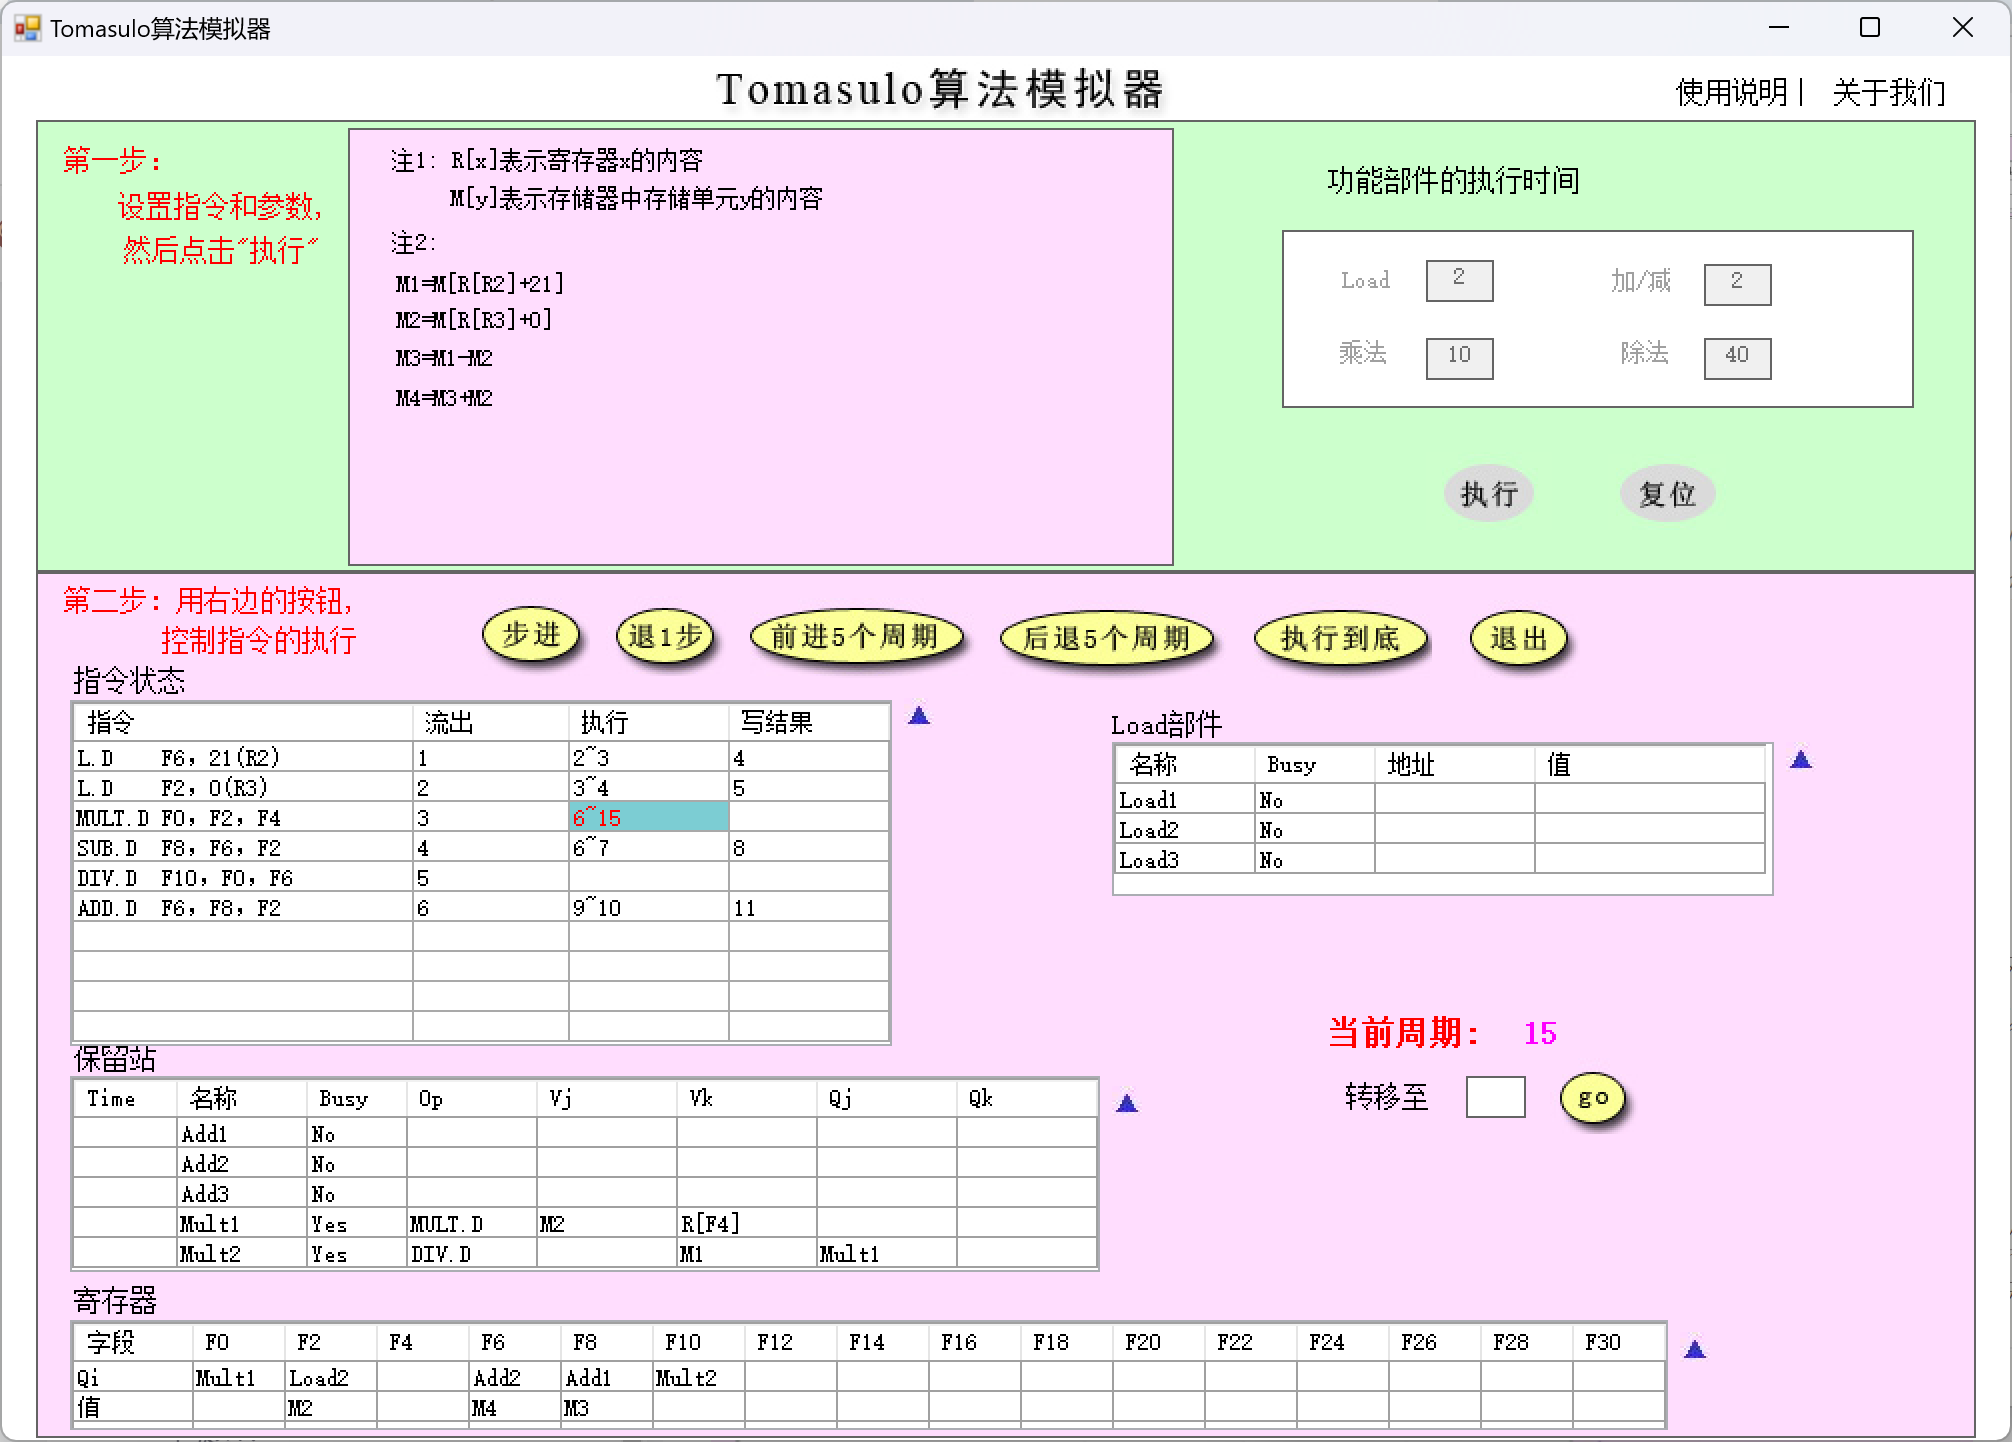 Tomasulo算法模拟器
Tomasulo算法模拟器
使用说明| 关于我们
第一步：
设置指令和参数,
然后点击"执行"
注1: R[x]表示寄存器x的内容
M[y]表示存储器中存储单元y的内容
注2:
M1=M[R[R2]+21]
M2=M[R[R3]+0]
M3=M1-M2
M4=M3+M2
功能部件的执行时间
Load 2 加/减 2
乘法 10 除法 40
执行 复位
第二步：用右边的按钮,
控制指令的执行
步进 退1步 前进5个周期 后退5个周期 执行到底 退出
指令状态
指令 流出 执行 写结果
L.D F6, 21(R2) 1 2~3 4
L.D F2, 0(R3) 2 3~4 5
MULT.D F0, F2, F4 3 6~15
SUB.D F8, F6, F2 4 6~7 8
DIV.D F10, F0, F6 5
ADD.D F6, F8, F2 6 9~10 11
Load部件
名称 Busy 地址 值
Load1 No
Load2 No
Load3 No
当前周期: 15
转移至 go
保留站
Time 名称 Busy Op Vj Vk Qj Qk
Add1 No
Add2 No
Add3 No
Mult1 Yes MULT.D M2 R[F4]
Mult2 Yes DIV.D M1 Mult1
寄存器
字段 F0 F2 F4 F6 F8 F10 F12 F14 F16 F18 F20 F22 F24 F26 F28 F30
Qi Mult1 Load2 Add2 Add1 Mult2
值 M2 M4 M3